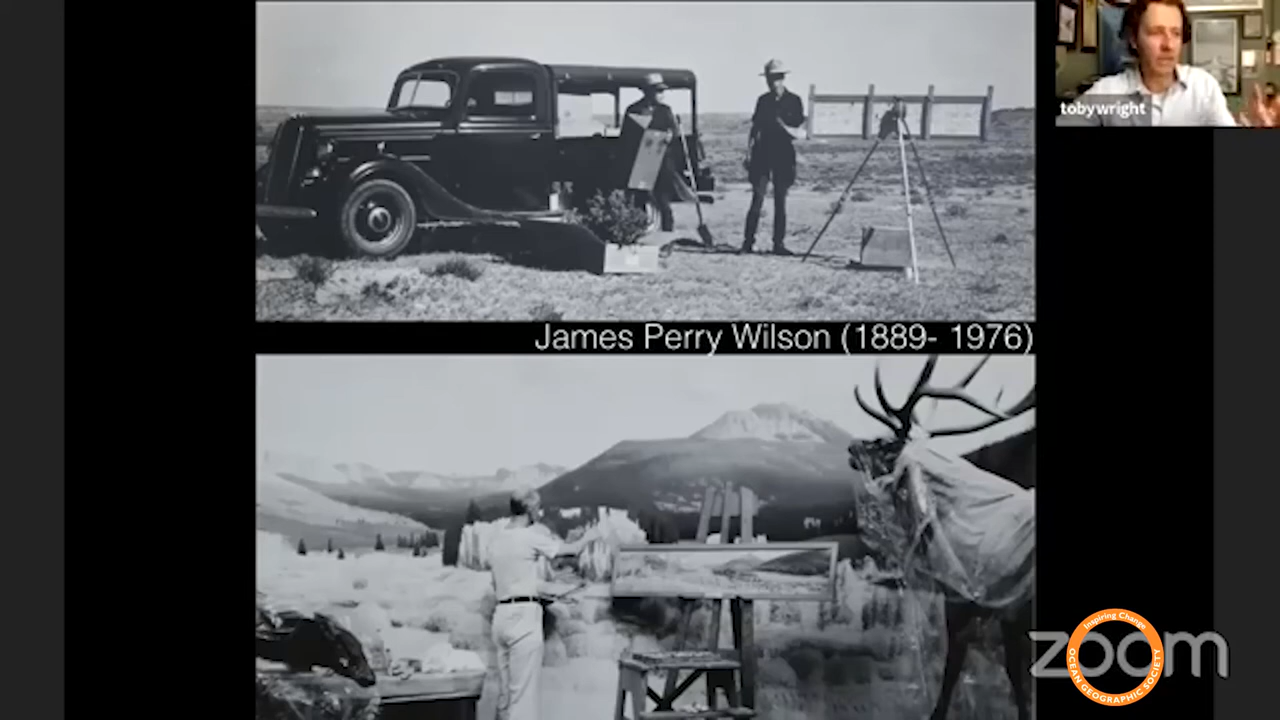 tobywright
James Perry Wilson (1889- 1976)
zoom
Inspiring Change
OCEAN GEOGRAPHIC SOCIETY